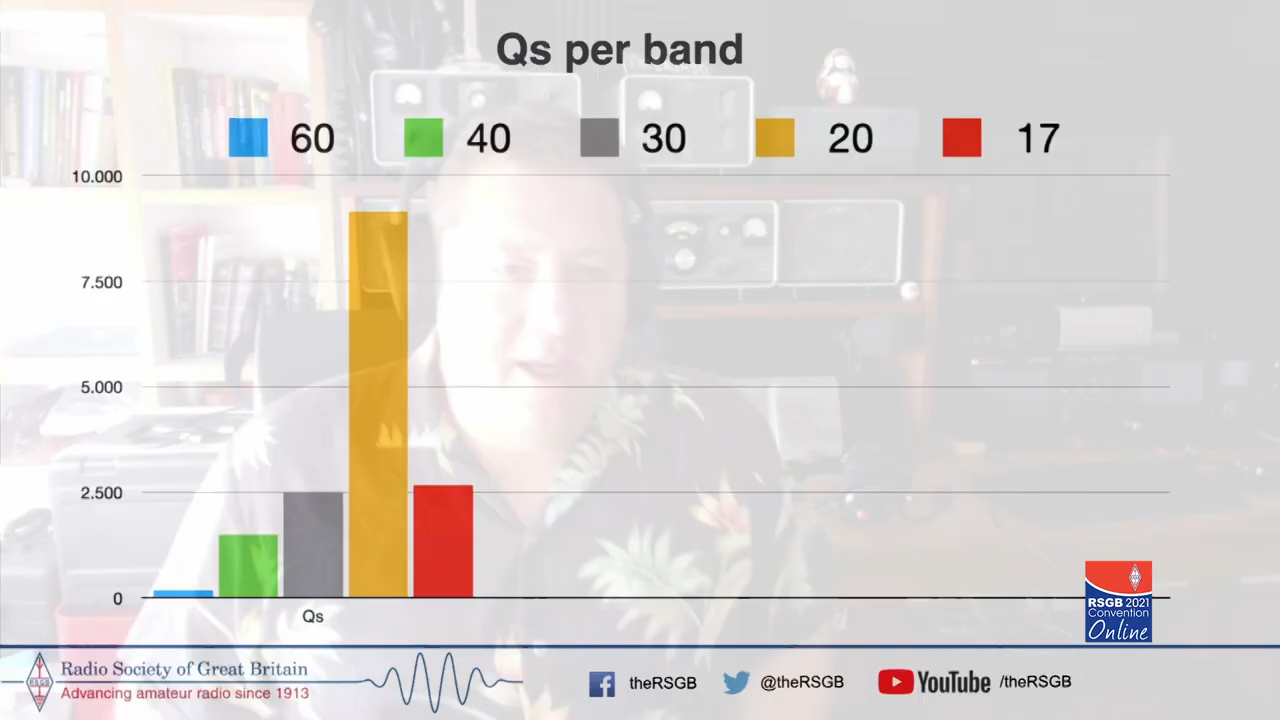 Qs per band
60 40 30 20 17
10.000
7.500
5.000
2.500
0
Qs
RSGB 2021
Convention
Online
RSGB
Radio Society of Great Britain
Advancing amateur radio since 1913
theRSGB
@theRSGB
YouTube /theRSGB